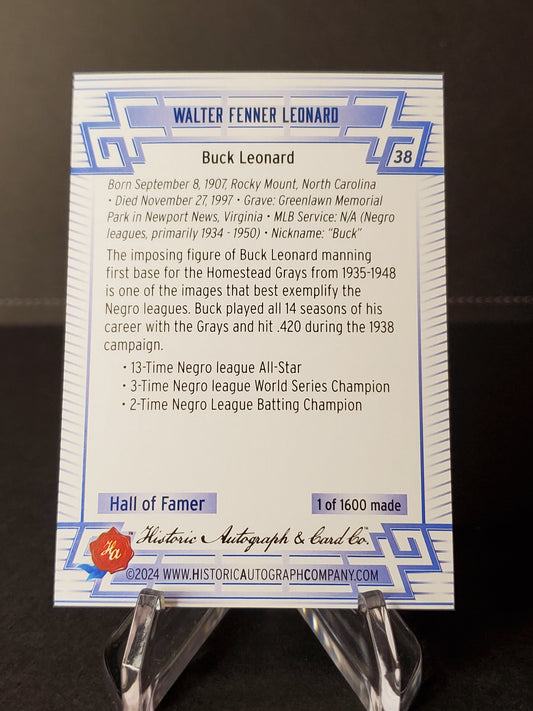 WALTER FENNER LEONARD
Buck Leonard
38
Born September 8, 1907, Rocky Mount, North Carolina
• Died November 27, 1997 • Grave: Greenlawn Memorial
Park in Newport News, Virginia • MLB Service: N/A (Negro
leagues, primarily 1934 - 1950) • Nickname: "Buck"
The imposing figure of Buck Leonard manning
first base for the Homestead Grays from 1935-1948
is one of the images that best exemplify the
Negro leagues. Buck played all 14 seasons of his
career with the Grays and hit .420 during the 1938
campaign.
• 13-Time Negro league All-Star
• 3-Time Negro league World Series Champion
• 2-Time Negro League Batting Champion
Hall of Famer
1 of 1600 made
Historic Autograph & Card Co.™
Ha
©2024 WWW.HISTORICAUTOGRAPHCOMPANY.COM